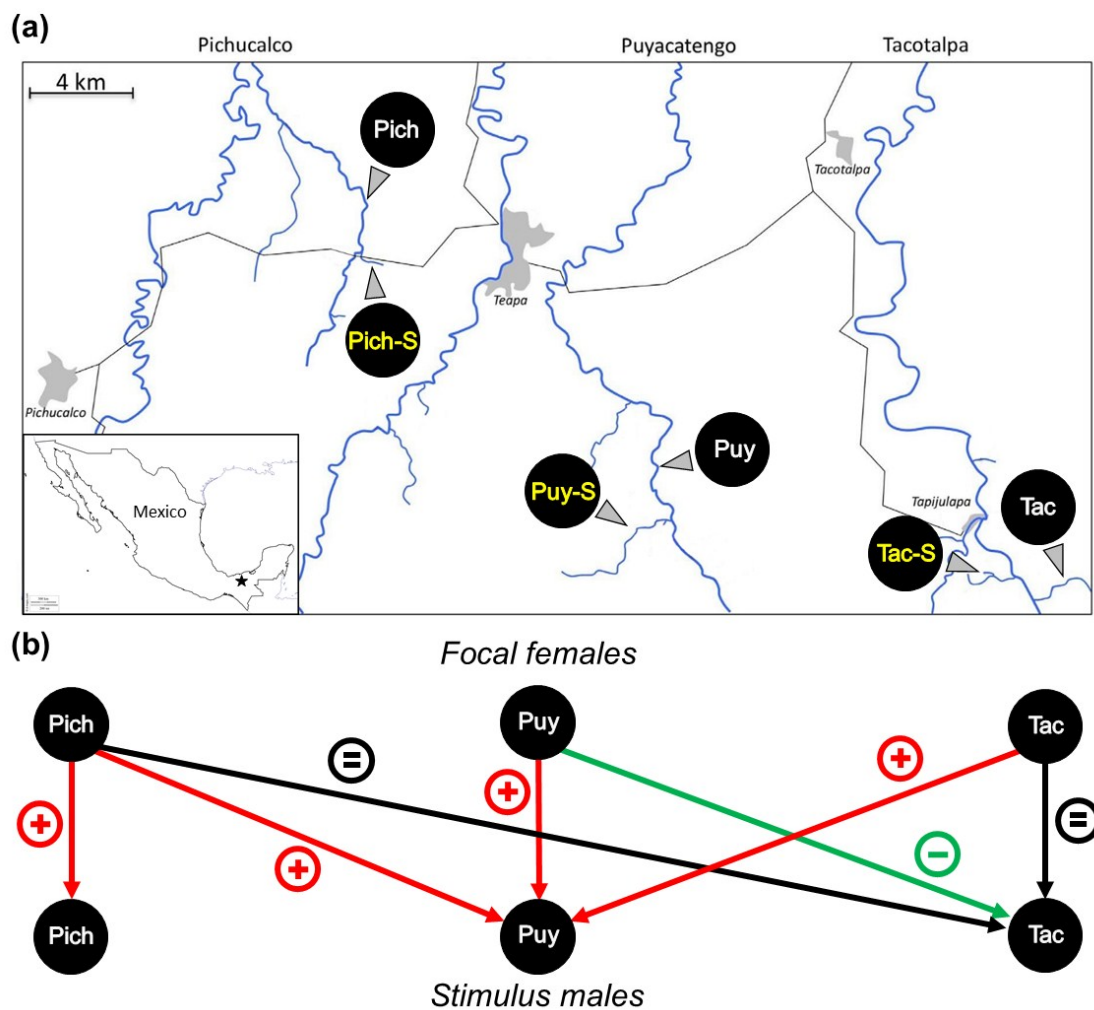 (a)
Pichucalco Puyacatengo Tacotalpa
4 km
Pich
Tacotalpa
Teapa
Pich-S
Pichucalco
Puy
Puy-S
Mexico
Tapijulapa
Tac
Tac-S
(b)
Focal females
Pich Puy Tac
=
+
+
+
+
−
=
Pich Puy Tac
Stimulus males